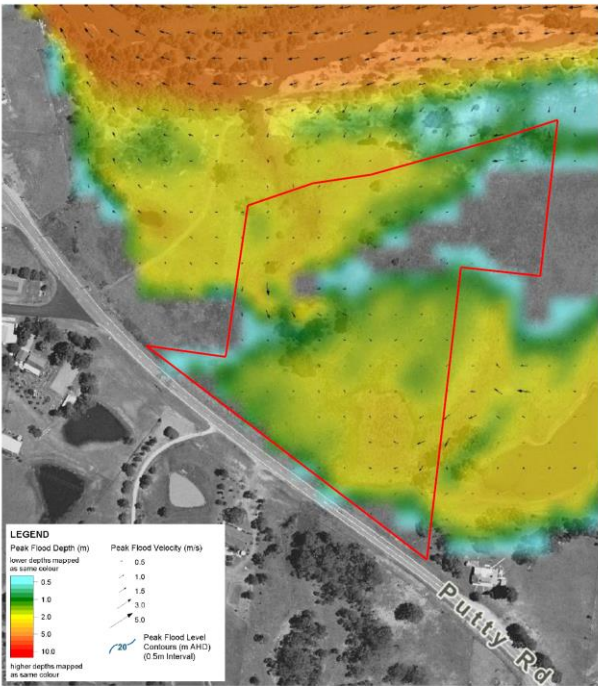 LEGEND
Peak Flood Depth (m)
lower depths mapped
as same colour
0.5
1.0
2.0
5.0
10.0
higher depths mapped
as same colour
Peak Flood Velocity (m/s)
0.5
1.0
1.5
3.0
5.0
20
Peak Flood Level
Contours (m AHD)
(0.5m Interval)
Putty Rd